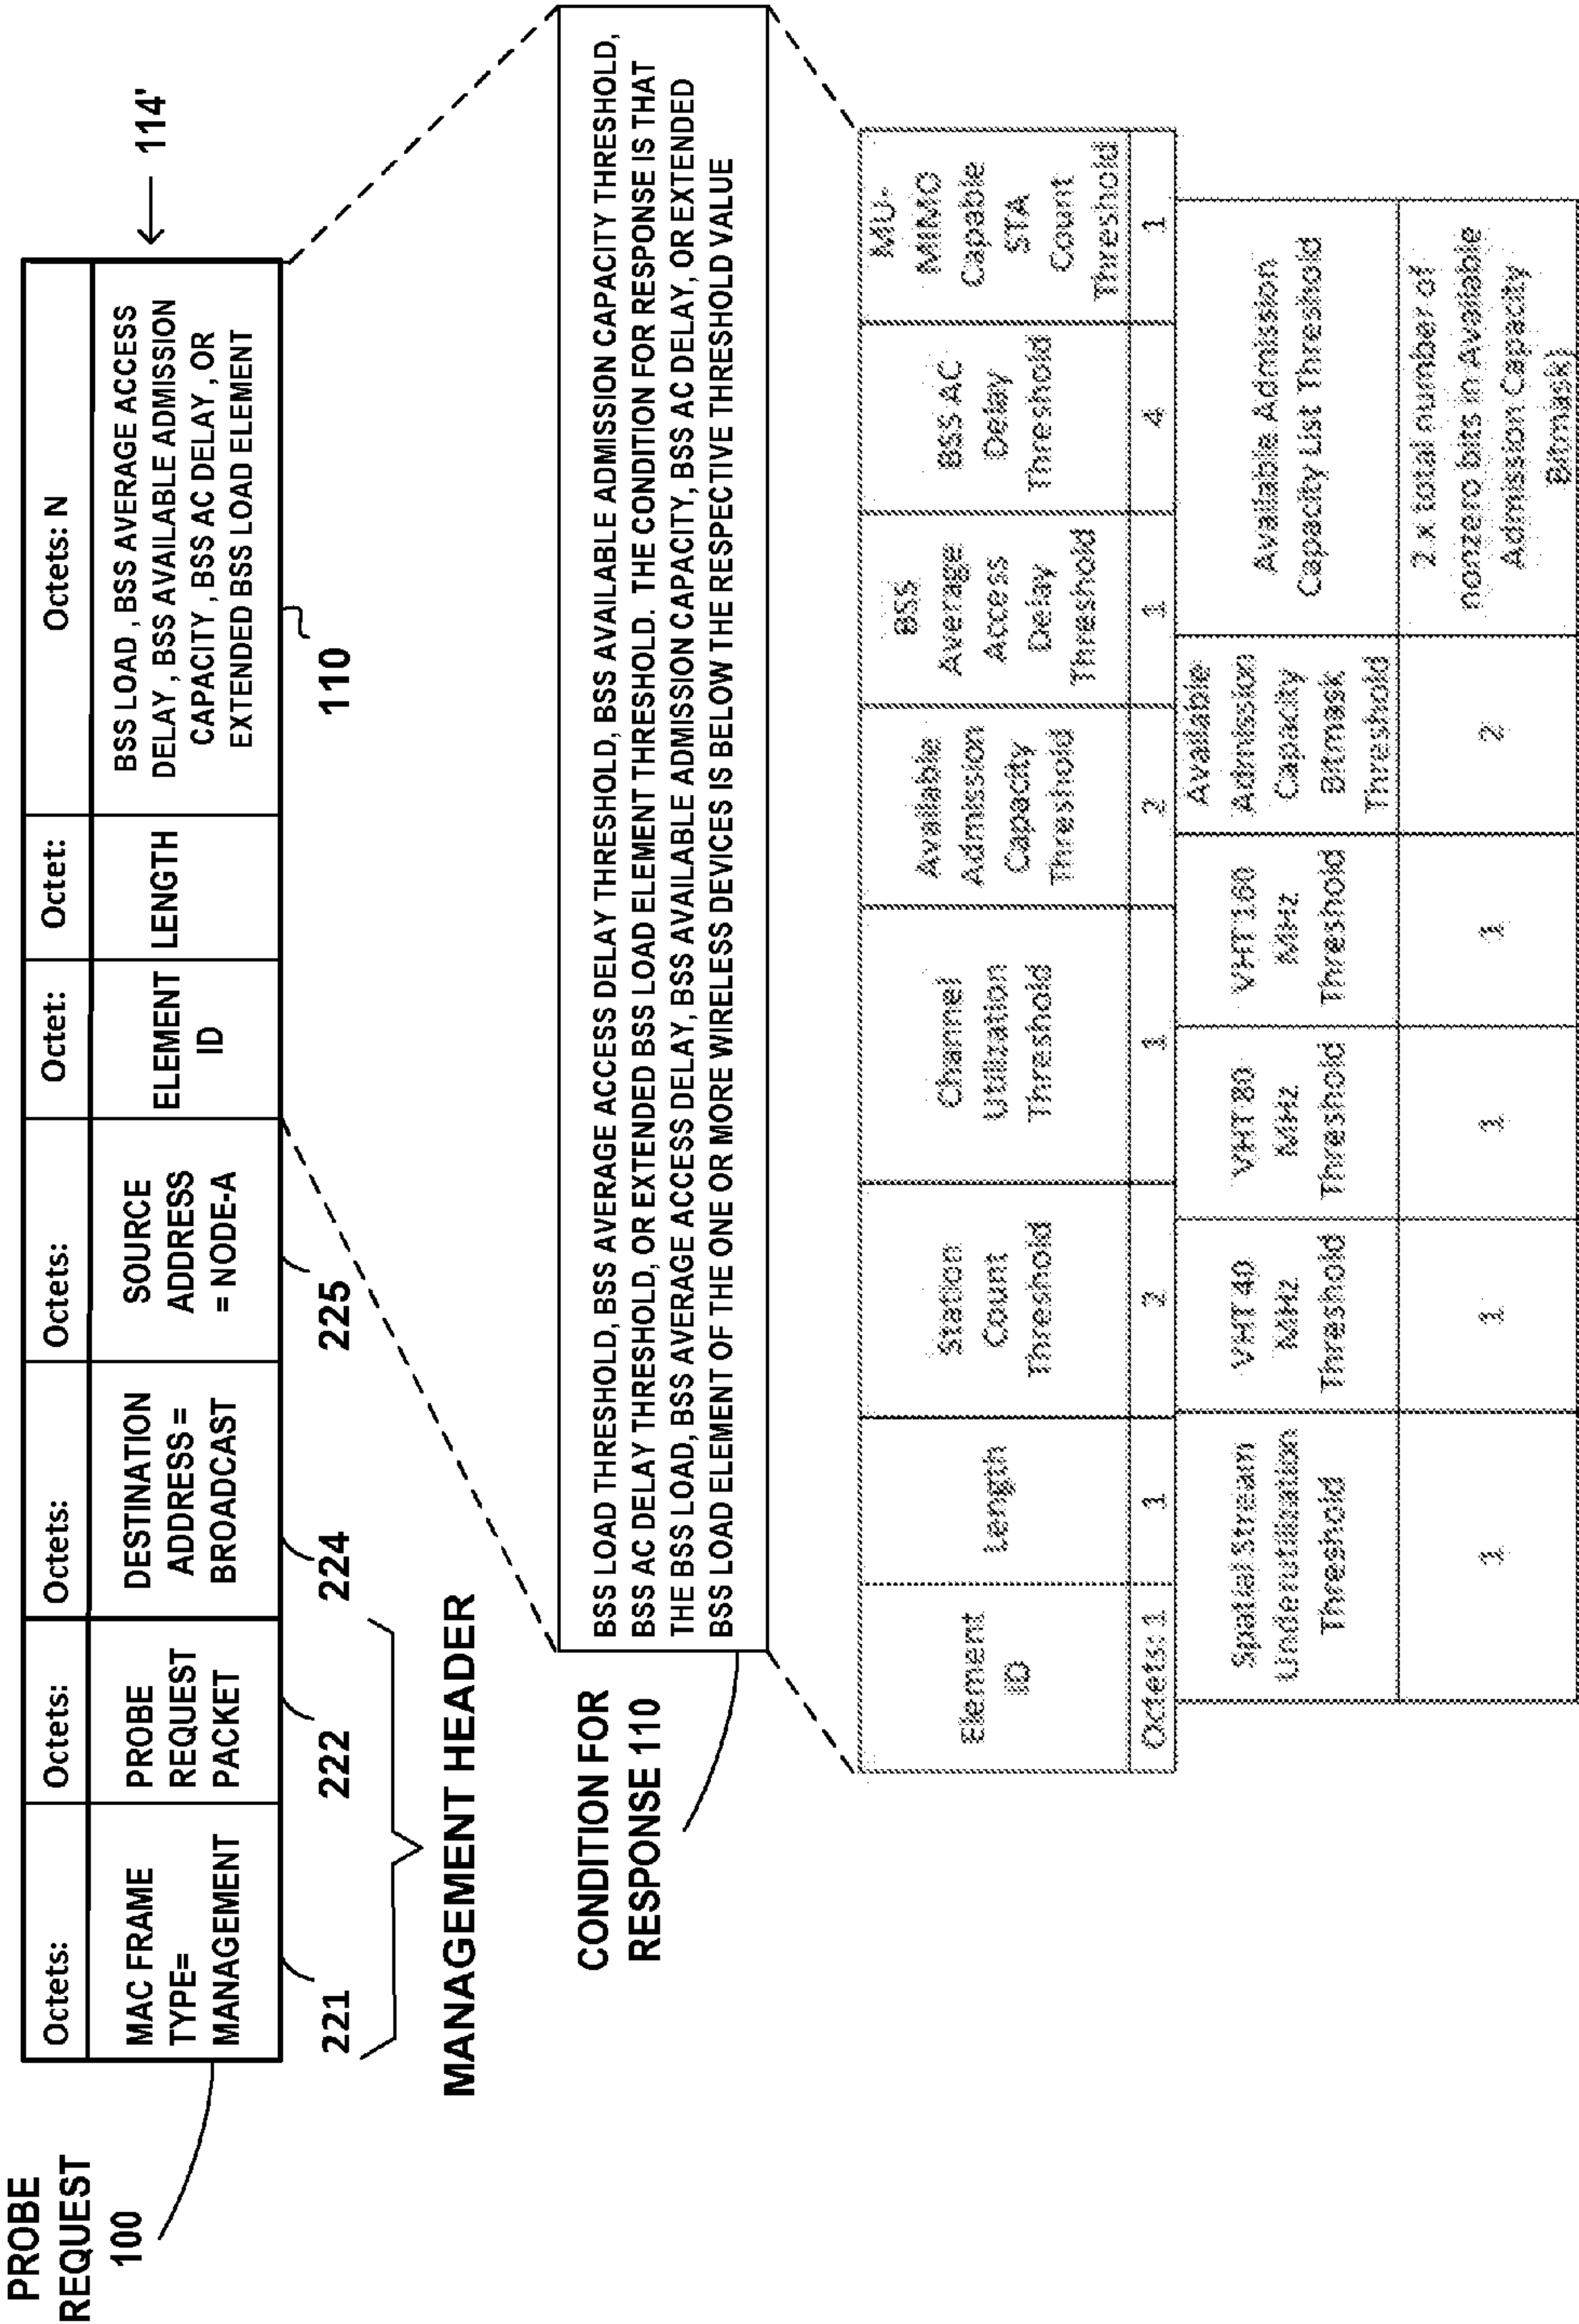 PROBE
REQUEST
100
Octets:
Octets:
Octets:
Octets:
Octet:
Octet:
Octets: N
MAC FRAME
TYPE=
MANAGEMENT
PROBE
REQUEST
PACKET
DESTINATION
ADDRESS =
BROADCAST
SOURCE
ADDRESS
= NODE-A
ELEMENT
ID
LENGTH
BSS LOAD , BSS AVERAGE ACCESS
DELAY , BSS AVAILABLE ADMISSION
CAPACITY , BSS AC DELAY , OR
EXTENDED BSS LOAD ELEMENT
114'
221
222
224
225
110
MANAGEMENT HEADER
CONDITION FOR
RESPONSE 110
BSS LOAD THRESHOLD, BSS AVERAGE ACCESS DELAY THRESHOLD, BSS AVAILABLE ADMISSION CAPACITY THRESHOLD,
BSS AC DELAY THRESHOLD, OR EXTENDED BSS LOAD ELEMENT THRESHOLD. THE CONDITION FOR RESPONSE IS THAT
THE BSS LOAD, BSS AVERAGE ACCESS DELAY, BSS AVAILABLE ADMISSION CAPACITY, BSS AC DELAY, OR EXTENDED
BSS LOAD ELEMENT OF THE ONE OR MORE WIRELESS DEVICES IS BELOW THE RESPECTIVE THRESHOLD VALUE
Element
ID
Length
Station
Count
Threshold
Channel
Utilization
Threshold
Available
Admission
Capacity
Threshold
BSS
Average
Access
Delay
Threshold
BSS AC
Delay
Threshold
MU-
MIMO
Capable
STA
Count
Threshold
Octets: 1
1
2
1
2
1
4
1
Spatial Stream
Underutilization
Threshold
VHT 40
MHz
Threshold
VHT 80
MHz
Threshold
VHT 160
MHz
Threshold
Available
Admission
Capacity
Bitmask
Threshold
Available Admission
Capacity List Threshold
1
1
1
1
2
2 x total number of
nonzero bits in Available
Admission Capacity
Bitmask)